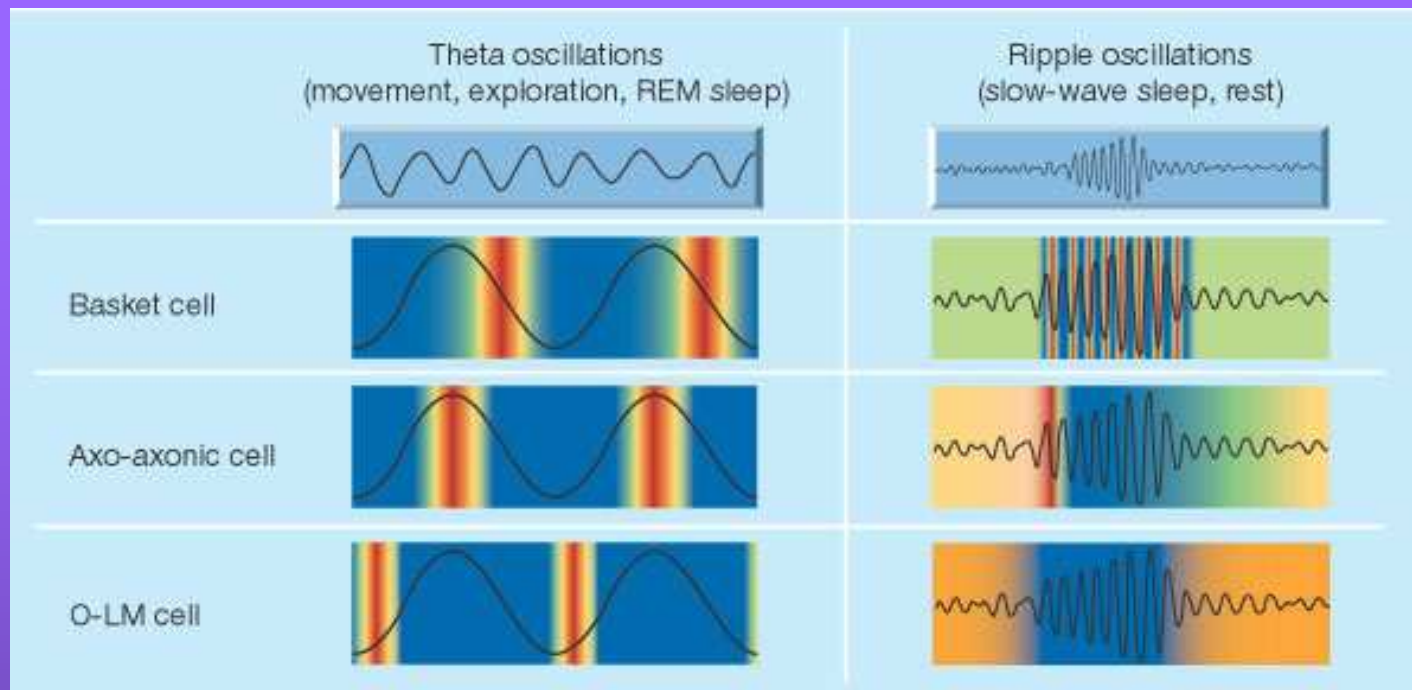 Theta oscillations
(movement, exploration, REM sleep)
Ripple oscillations
(slow-wave sleep, rest)
Basket cell
Axo-axonic cell
O-LM cell